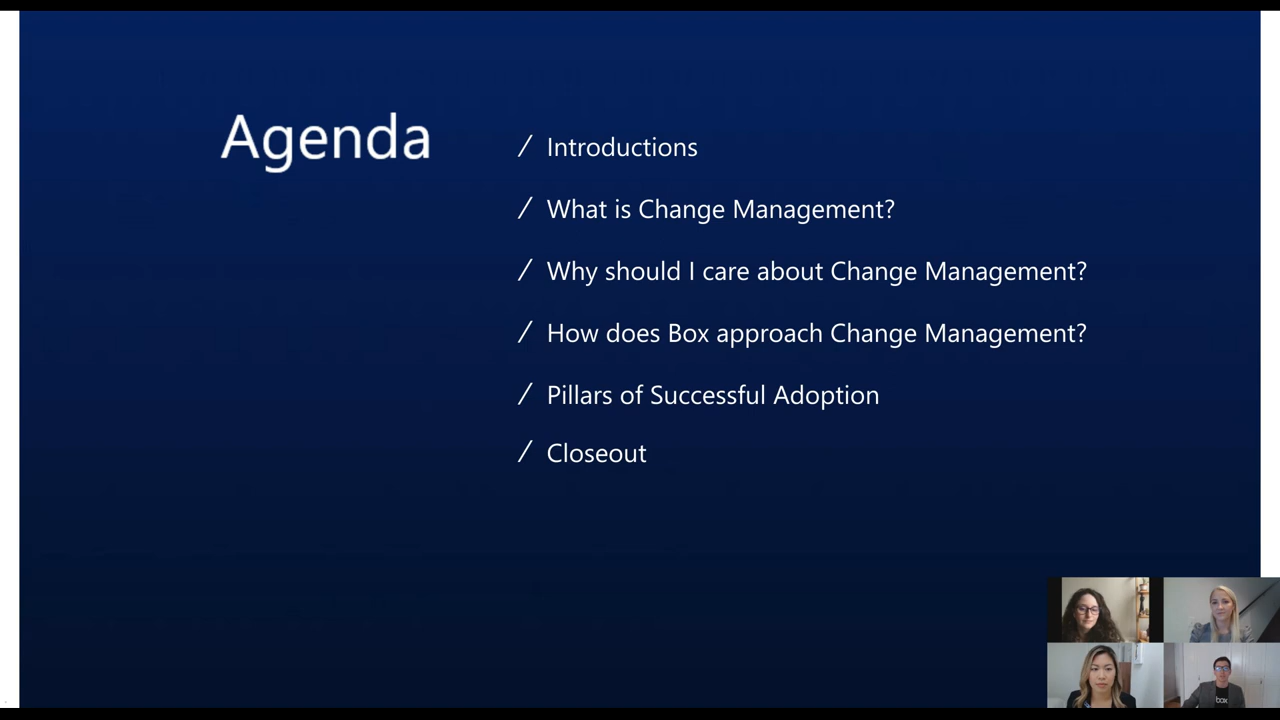 Agenda
/ Introductions
/ What is Change Management?
/ Why should I care about Change Management?
/ How does Box approach Change Management?
/ Pillars of Successful Adoption
/ Closeout
box